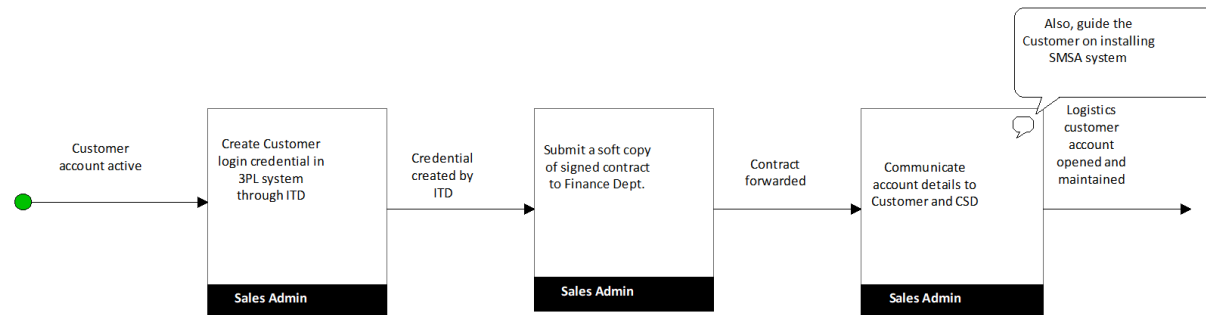 Customer
account active
Create Customer
login credential in
3PL system
through ITD
Sales Admin
Credential
created by
ITD
Submit a soft copy
of signed contract
to Finance Dept.
Sales Admin
Contract
forwarded
Communicate
account details to
Customer and CSD
Sales Admin
Also, guide the
Customer on installing
SMSA system
Logistics
customer
account
opened and
maintained